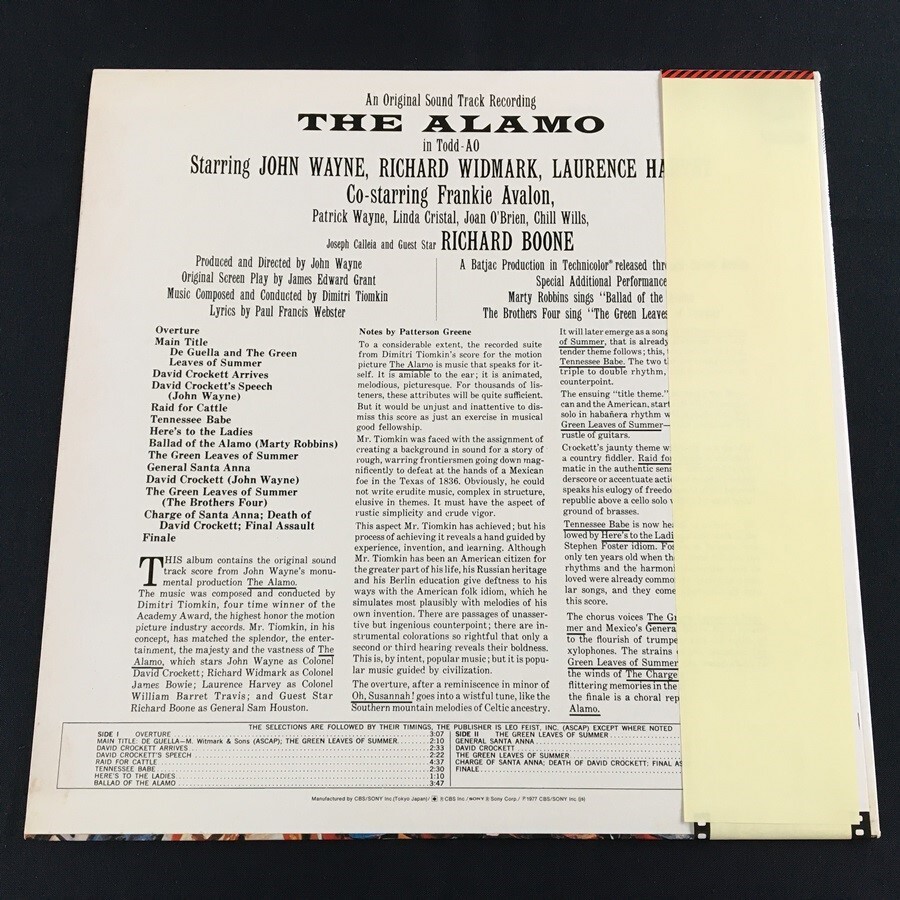 An Original Sound Track Recording
THE ALAMO
in Todd-AO
Starring JOHN WAYNE, RICHARD WIDMARK, LAURENCE HA
Co-starring Frankie Avalon,
Patrick Wayne, Linda Cristal, Joan O'Brien, Chill Wills,
Joseph Calleia and Guest Star RICHARD BOONE
Produced and Directed by John Wayne
Original Screen Play by James Edward Grant
Music Composed and Conducted by Dimitri Tiomkin
Lyrics by Paul Francis Webster
A Batjac Production in Technicolor® released thr
Special Additional Performance
Marty Robbins sings "Ballad of the
The Brothers Four sing "The Green Leaves
Overture
Main Title
De Guella and The Green
Leaves of Summer
David Crockett Arrives
David Crockett's Speech
(John Wayne)
Raid for Cattle
Tennessee Babe
Here's to the Ladies
Ballad of the Alamo (Marty Robbins)
The Green Leaves of Summer
General Santa Anna
David Crockett (John Wayne)
The Green Leaves of Summer
(The Brothers Four)
Charge of Santa Anna; Death of
David Crockett; Final Assault
Finale
THIS album contains the original sound
track score from John Wayne's monu-
mental production The Alamo.
The music was composed and conducted by
Dimitri Tiomkin, four time winner of the
Academy Award, the highest honor the motion
picture industry accords. Mr. Tiomkin, in his
concept, has matched the splendor, the enter-
tainment, the majesty and the vastness of The
Alamo, which stars John Wayne as Colonel
David Crockett; Richard Widmark as Colonel
James Bowie; Laurence Harvey as Colonel
William Barret Travis; and Guest Star
Richard Boone as General Sam Houston.
Notes by Patterson Greene
To a considerable extent, the recorded suite
from Dimitri Tiomkin's score for the motion
picture The Alamo is music that speaks for it-
self. It is amiable to the ear; it is animated,
melodious, picturesque. For thousands of lis-
teners, these attributes will be quite sufficient.
But it would be unjust and inattentive to dis-
miss this score as just an exercise in musical
good fellowship.
Mr. Tiomkin was faced with the assignment of
creating a background in sound for a story of
rough, warring frontiersmen going down mag-
nificently to defeat at the hands of a Mexican
foe in the Texas of 1836. Obviously, he could
not write erudite music, complex in structure,
elusive in themes. It must have the aspect of
rustic simplicity and crude vigor.
This aspect Mr. Tiomkin has achieved; but his
process of achieving it reveals a hand guided by
experience, invention, and learning. Although
Mr. Tiomkin has been an American citizen for
the greater part of his life, his Russian heritage
and his Berlin education give deftness to his
ways with the American folk idiom, which he
simulates most plausibly with melodies of his
own invention. There are passages of unasser-
tive but ingenious counterpoint; there are in-
strumental colorations so rightful that only a
second or third hearing reveals their boldness.
This is, by intent, popular music; but it is popu-
lar music guided by civilization.
The overture, after a reminiscence in minor of
Oh, Susannah! goes into a wistful tune, like the
Southern mountain melodies of Celtic ancestry.
It will later emerge as a song
of Summer, that is already
tender theme follows; this,
Tennessee Babe. The two t
triple to double rhythm,
counterpoint.
The ensuing "title theme."
can and the American, start
solo in habañera rhythm w
Green Leaves of Summer—
rustle of guitars.
Crockett's jaunty theme w
a country fiddler. Raid fo
matic in the authentic sens
derscore or accentuate actio
speaks his eulogy of freedo
republic above a cello solo w
ground of brasses.
Tennessee Babe is now hea
lowed by Here's to the Ladi
Stephen Foster idiom. For
only ten years old when th
rhythms and the harmoni
loved were already commo
lar songs, and they come
this score.
The chorus voices The Gr
mer and Mexico's Genera
to the flourish of trumpe
xylophones. The strains
Green Leaves of Summer
the winds of The Charge
flittering memories in the
the finale is a choral rep
Alamo.
THE SELECTIONS ARE FOLLOWED BY THEIR TIMINGS, THE PUBLISHER IS LEO FEIST, INC. (ASCAP) EXCEPT WHERE NOTED
SIDE I OVERTURE 3:07
MAIN TITLE: DE GUELLA—M. Witmark & Sons (ASCAP); THE GREEN LEAVES OF SUMMER 2:10
DAVID CROCKETT ARRIVES 2:33
DAVID CROCKETT'S SPEECH 2:22
RAID FOR CATTLE 4:37
TENNESSEE BABE 2:30
HERE'S TO THE LADIES 1:10
BALLAD OF THE ALAMO 3:47
SIDE II THE GREEN LEAVES OF SUMMER
GENERAL SANTA ANNA
DAVID CROCKETT
THE GREEN LEAVES OF SUMMER
CHARGE OF SANTA ANNA; DEATH OF DAVID CROCKETT; FINAL AS
FINALE
Manufactured by CBS/SONY Inc. (Tokyo Japan)/ ® CBS Inc./SONY ® Sony Corp./ ℗1977 CBS/SONY Inc.